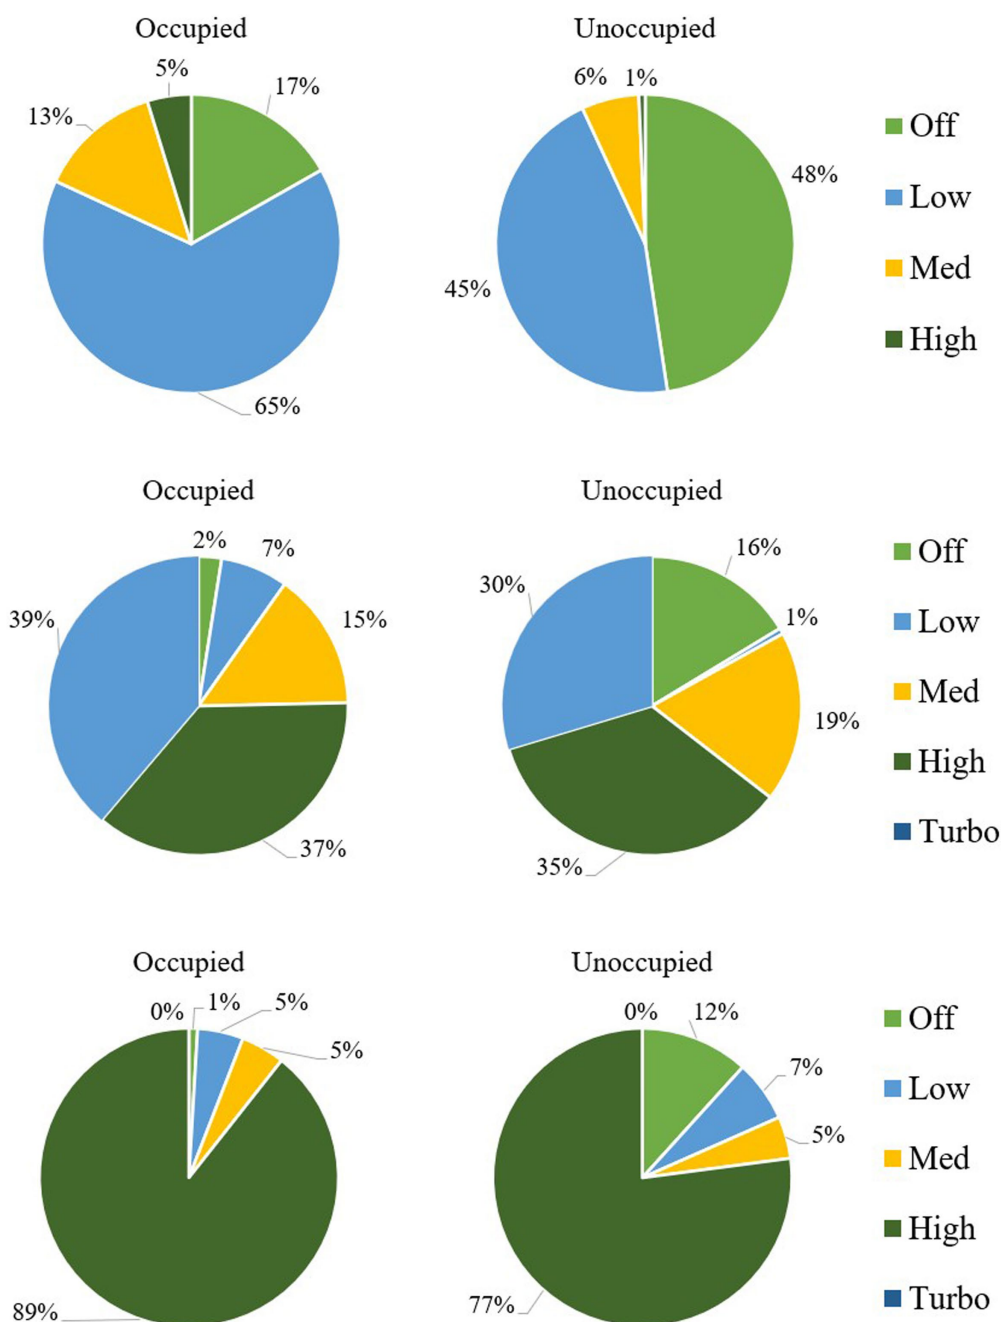 Occupied
Unoccupied
5%
17%
13%
65%
6%
1%
48%
45%
Off
Low
Med
High
Occupied
Unoccupied
2%
7%
39%
15%
37%
16%
30%
1%
19%
35%
Off
Low
Med
High
Turbo
Occupied
Unoccupied
0%
1%
5%
5%
89%
0%
12%
7%
5%
77%
Off
Low
Med
High
Turbo